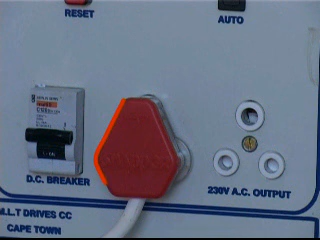 RESET
AUTO
D.C. BREAKER
230V A.C. OUTPUT
M.L.T DRIVES CC
CAPE TOWN